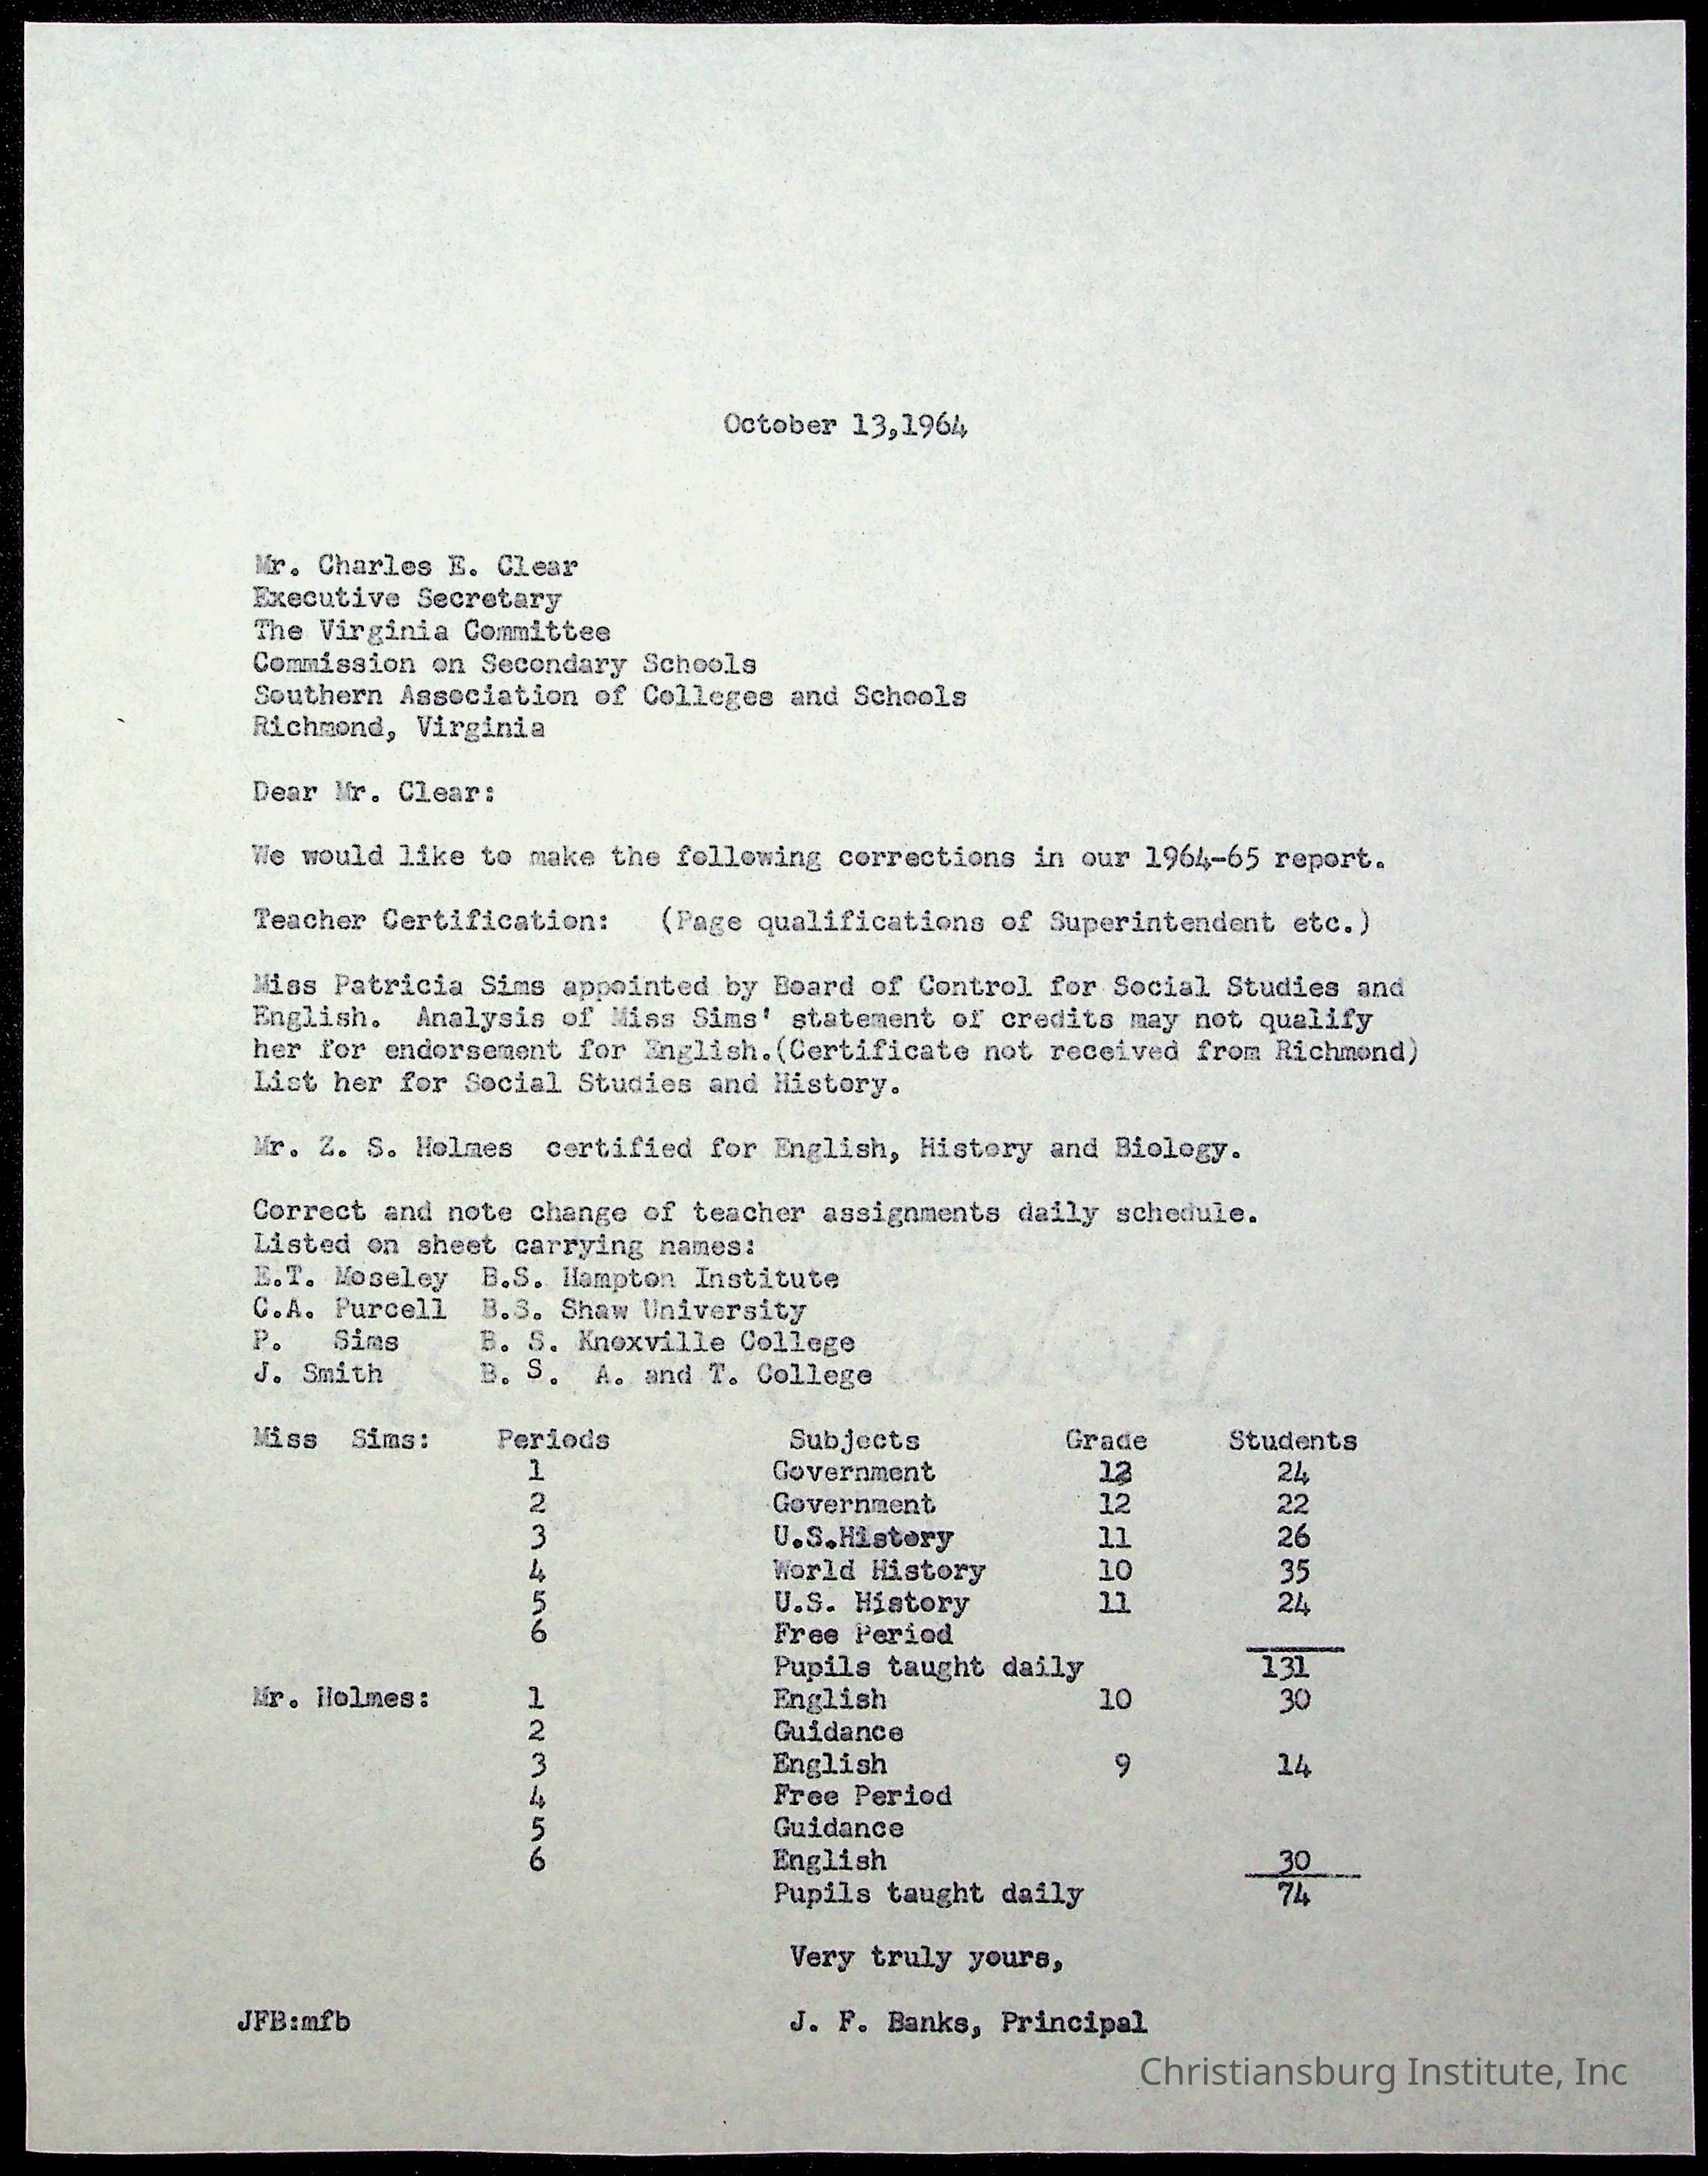 October 13,1964
Mr. Charles E. Clear
Executive Secretary
The Virginia Committee
Commission on Secondary Schools
Southern Association of Colleges and Schools
Richmond, Virginia
Dear Mr. Clear:
We would like to make the following corrections in our 1964-65 report.
Teacher Certification: (Page qualifications of Superintendent etc.)
Miss Patricia Sims appointed by Board of Control for Social Studies and
English. Analysis of Miss Sims' statement of credits may not qualify
her for endorsement for English.(Certificate not received from Richmond)
List her for Social Studies and History.
Mr. Z. S. Holmes certified for English, History and Biology.
Correct and note change of teacher assignments daily schedule.
Listed on sheet carrying names:
E.T. Moseley B.S. Hampton Institute
C.A. Purcell B.S. Shaw University
P. Sims B. S. Knoxville College
J. Smith B. S. A. and T. College
Miss Sims: Periods Subjects Grade Students
1 Government 12 24
2 Government 12 22
3 U.S.History 11 26
4 World History 10 35
5 U.S. History 11 24
6 Free Period
Pupils taught daily 131
Mr. Holmes: 1 English 10 30
2 Guidance
3 English 9 14
4 Free Period
5 Guidance
6 English 30
Pupils taught daily 74
Very truly yours,
JFB:mfb J. F. Banks, Principal
Christiansburg Institute, Inc